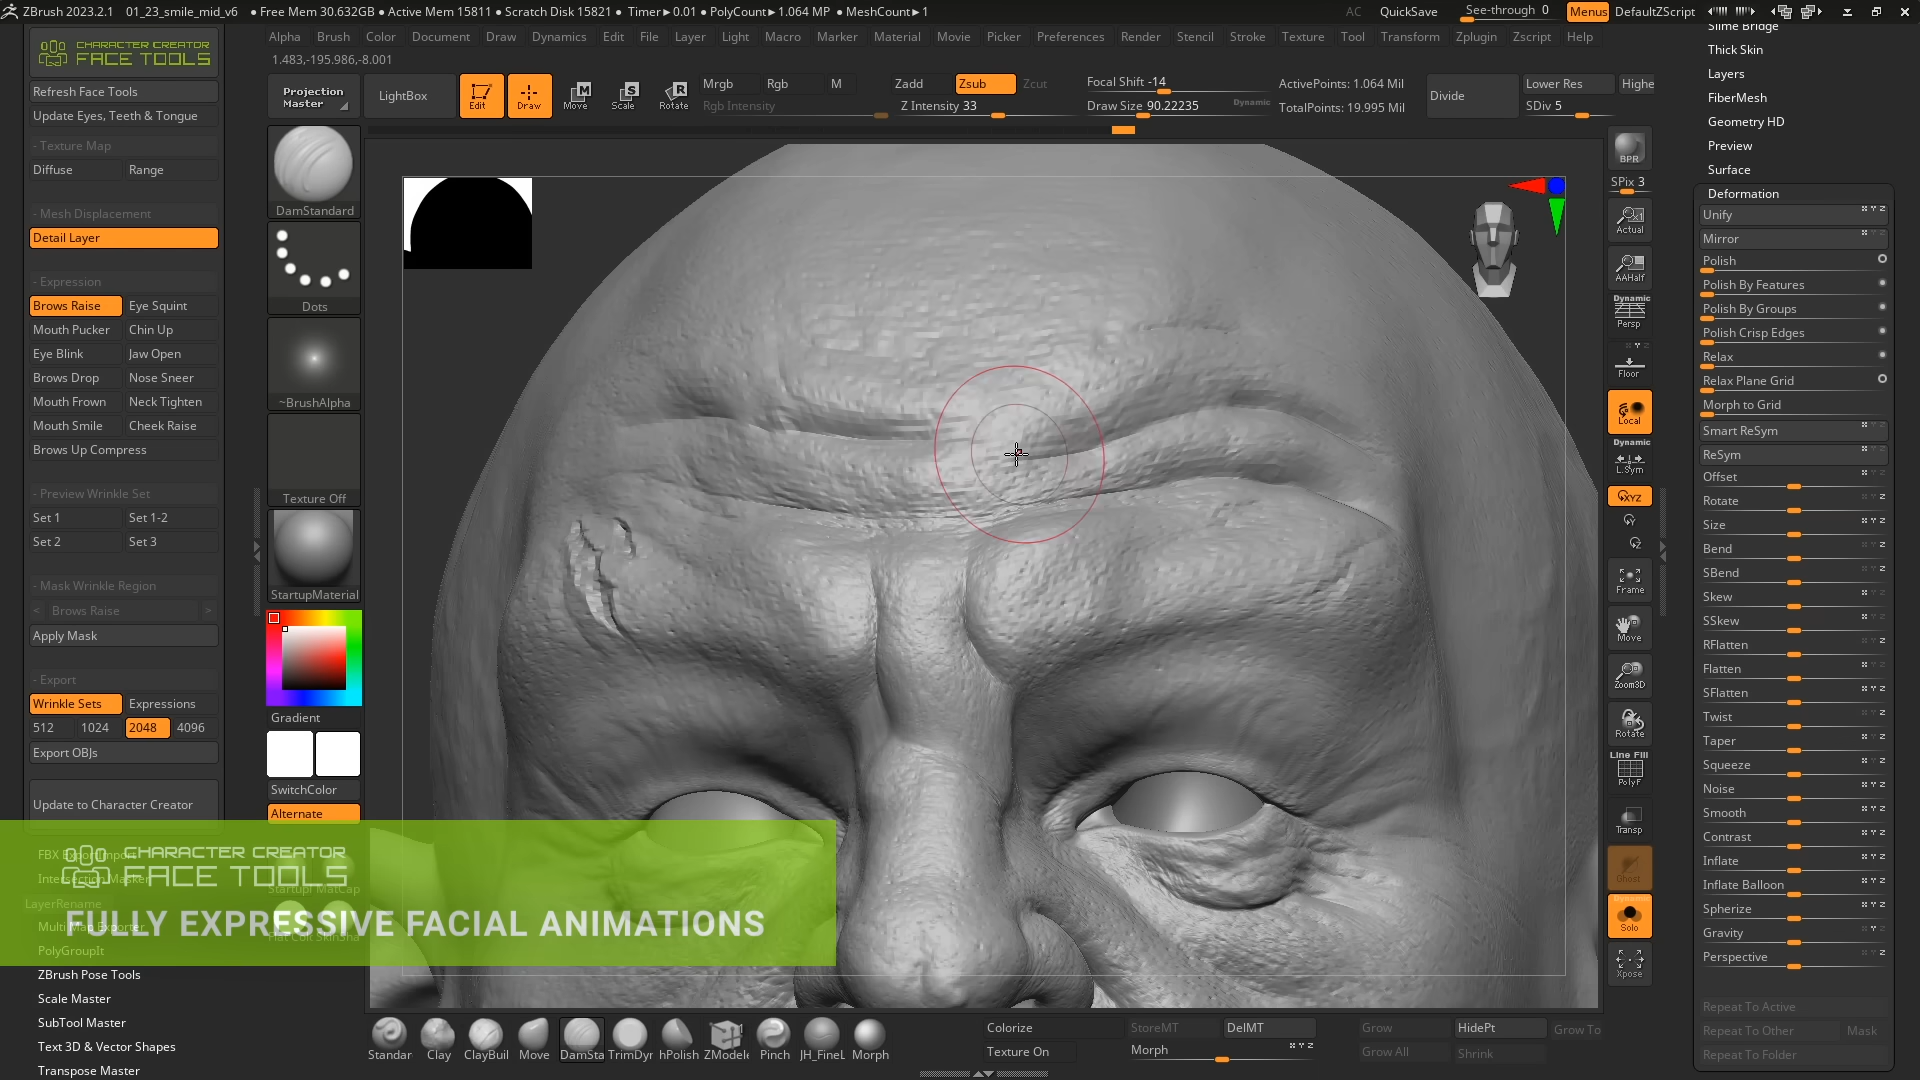 ZBrush 2023.2.1 01_23_smile_mid_v6 ● Free Mem 30.632GB ● Active Mem 15811 ● Scratch Disk 15821 ● Timer►0.01 ● PolyCount►1.064 MP ● MeshCount►1 AC QuickSave See-through 0 Menus DefaultZScript
Alpha Brush Color Document Draw Dynamics Edit File Layer Light Macro Marker Material Movie Picker Preferences Render Stencil Stroke Texture Tool Transform Zplugin Zscript Help
1.483,-195.986,-8.001
CHARACTER CREATOR
FACE TOOLS
Refresh Face Tools
Update Eyes, Teeth & Tongue
- Texture Map
Diffuse Range
- Mesh Displacement
Detail Layer
- Expression
Brows Raise Eye Squint
Mouth Pucker Chin Up
Eye Blink Jaw Open
Brows Drop Nose Sneer
Mouth Frown Neck Tighten
Mouth Smile Cheek Raise
Brows Up Compress
- Preview Wrinkle Set
Set 1 Set 1-2
Set 2 Set 3
- Mask Wrinkle Region
< Brows Raise >
Apply Mask
- Export
Wrinkle Sets Expressions
512 1024 2048 4096
Export OBJs
Update to Character Creator
FBX ExportImport
Intersection Masker
LayerRename
Multi Map Exporter
PolyGroupIt
ZBrush Pose Tools
Scale Master
SubTool Master
Text 3D & Vector Shapes
Transpose Master
CHARACTER CREATOR
FACE TOOLS
FULLY EXPRESSIVE FACIAL ANIMATIONS
Projection
Master
LightBox
Edit
Draw
Move
Scale
Rotate
Mrgb Rgb M
Rgb Intensity
Zadd Zsub Zcut
Z Intensity 33
Focal Shift -14
Draw Size 90.22235 Dynamic
ActivePoints: 1.064 Mil
TotalPoints: 19.995 Mil
Divide
Lower Res Highe
SDiv 5
DamStandard
Dots
~BrushAlpha
Texture Off
StartupMaterial
Gradient
SwitchColor
Alternate
BPR
SPix 3
Actual
AAHalf
Dynamic
Persp
Floor
Local
Dynamic
L.Sym
XYZ
Frame
Move
Zoom3D
Rotate
Line Fill
PolyF
Transp
Ghost
Dynamic
Solo
Xpose
Slime Bridge
Thick Skin
Layers
FiberMesh
Geometry HD
Preview
Surface
Deformation
Unify
Mirror
Polish
Polish By Features
Polish By Groups
Polish Crisp Edges
Relax
Relax Plane Grid
Morph to Grid
Smart ReSym
ReSym
Offset
Rotate
Size
Bend
SBend
Skew
SSkew
RFlatten
Flatten
SFlatten
Twist
Taper
Squeeze
Noise
Smooth
Contrast
Inflate
Inflate Balloon
Spherize
Gravity
Perspective
Repeat To Active
Repeat To Other Mask
Repeat To Folder
Standar Clay ClayBuil Move DamSta TrimDyr hPolish ZModele Pinch JH_FineL Morph
Colorize StoreMT DelMT Grow HidePt Grow To
Texture On Morph Grow All Shrink